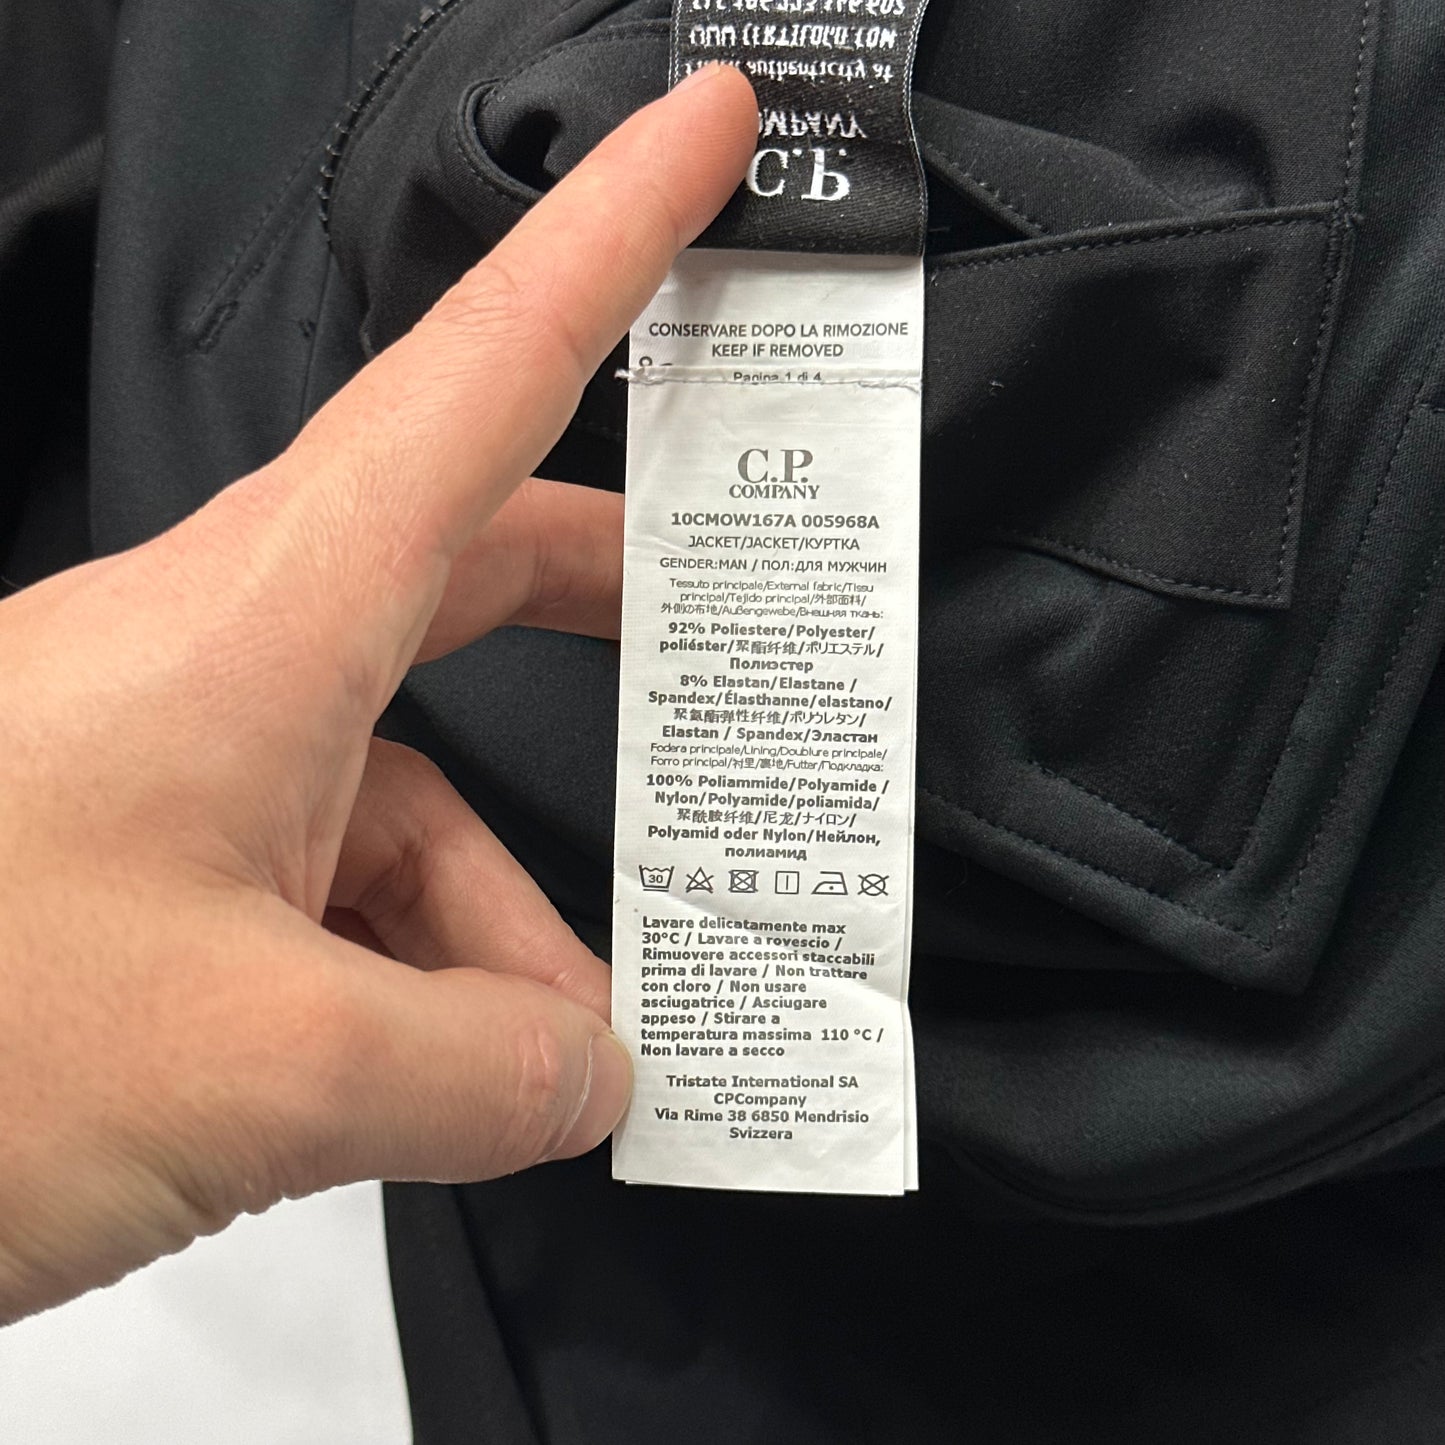 WWW.CERTILOGO.COM
authenticity at
C.P.
CONSERVARE DOPO LA RIMOZIONE
KEEP IF REMOVED
Pagina 1 di 4
C.P.
COMPANY
10CMOW167A 005968A
JACKET/JACKET/КУРТКА
GENDER:MAN / ПОЛ:ДЛЯ МУЖЧИН
Tessuto principale/External fabric/Tissu
principal/Tejido principal/外部面料/
外側の布地/Außengewebe/Внешняя ткань:
92% Poliestere/Polyester/
poliéster/聚酯纤维/ポリエステル/
Полиэстер
8% Elastan/Elastane /
Spandex/Élasthanne/elastano/
聚氨酯弹性纤维/ポリウレタン/
Elastan / Spandex/Эластан
Fodera principale/Lining/Doublure principale/
Forro principal/衬里/裏地/Futter/Подкладка:
100% Poliammide/Polyamide /
Nylon/Polyamide/poliamida/
聚酰胺纤维/尼龙/ナイロン/
Polyamid oder Nylon/Нейлон,
полиамид
30
Lavare delicatamente max
30°C / Lavare a rovescio /
Rimuovere accessori staccabili
prima di lavare / Non trattare
con cloro / Non usare
asciugatrice / Asciugare
appeso / Stirare a
temperatura massima 110 °C /
Non lavare a secco
Tristate International SA
CPCompany
Via Rime 38 6850 Mendrisio
Svizzera